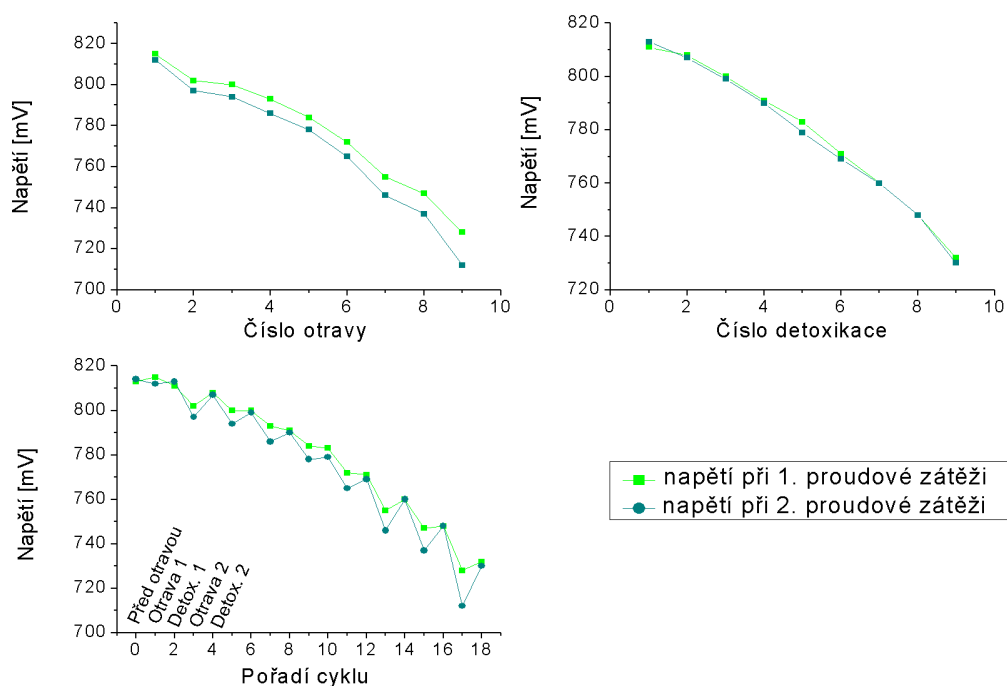 820
800
780
760
740
720
700
Napětí [mV]
0 2 4 6 8 10
Číslo otravy
820
800
780
760
740
720
Napětí [mV]
0 2 4 6 8 10
Číslo detoxikace
820
800
780
760
740
720
700
Napětí [mV]
Před otravou
Otrava 1
Detox. 1
Otrava 2
Detox. 2
0 2 4 6 8 10 12 14 16 18
Pořadí cyklu
napětí při 1. proudové zátěži
napětí při 2. proudové zátěži